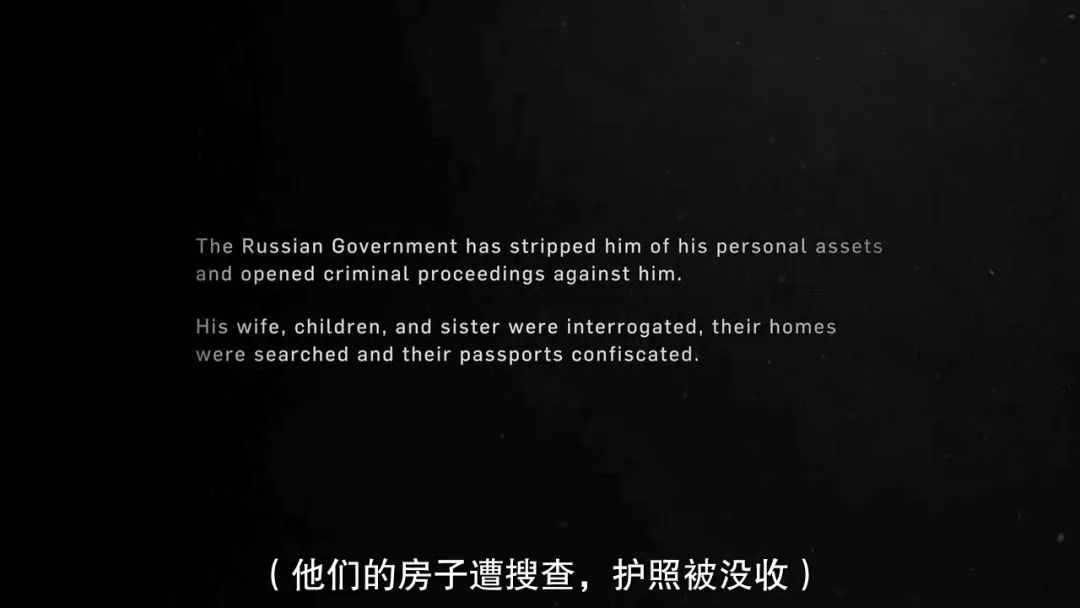 The Russian Government has stripped him of his personal assets
and opened criminal proceedings against him.
His wife, children, and sister were interrogated, their homes
were searched and their passports confiscated.
（他们的房子遭搜查，护照被没收）